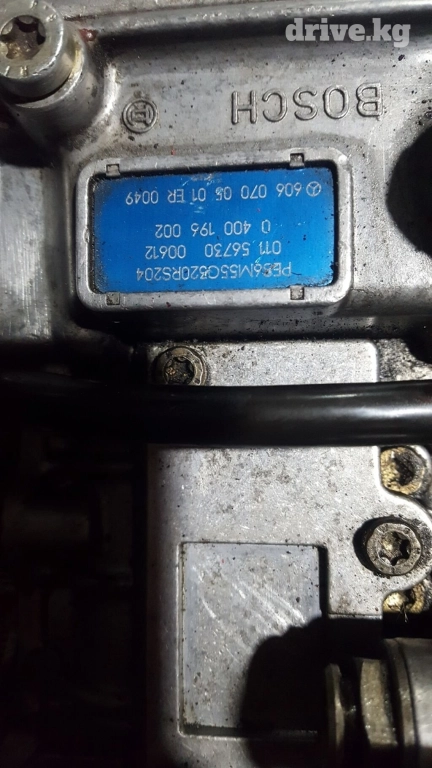 drive.kg
PES6M55C320RS204
011 56730 00612
0 400 196 002
606 070 05 01 ER 0049
BOSCH